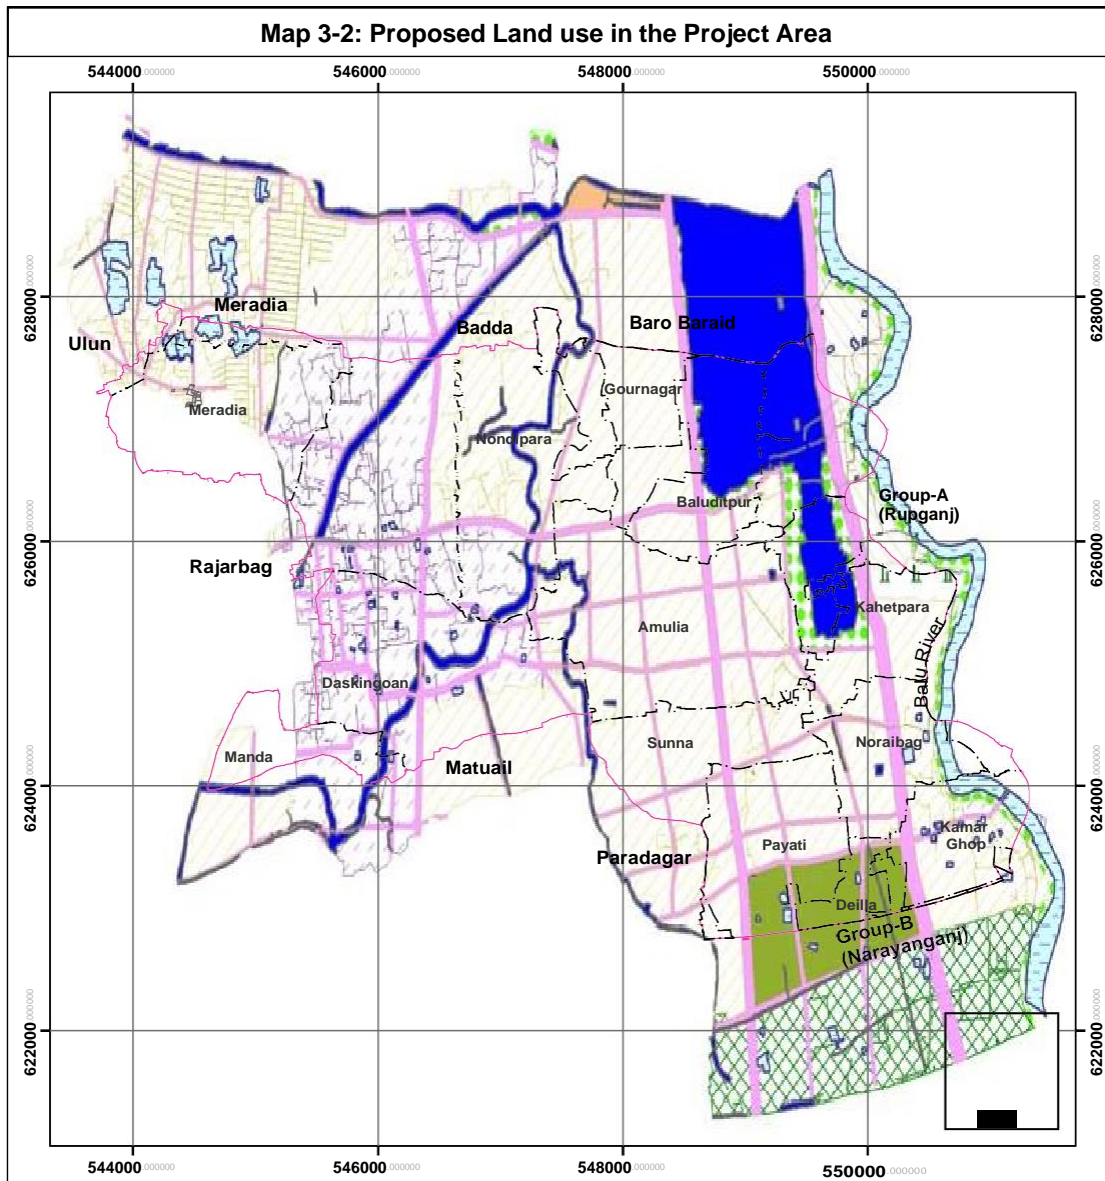 Map 3-2: Proposed Land use in the Project Area
544000.000000 546000.000000 548000.000000 550000.000000
628000.000000 628000.000000
Meradia
Badda
Baro Baraid
Ulun
Meradia
Gournagar
Nondipara
Baluditpur
Group-A
(Rupganj)
626000.000000 626000.000000
Rajarbag
Kahetpara
Amulia
Balu River
Daskingoan
Manda
Sunna
Noraibag
Matuail
624000.000000 624000.000000
Kamar
Ghop
Payati
Paradagar
Deilla
Group-B
(Narayanganj)
622000.000000 622000.000000
544000.000000 546000.000000 548000.000000 550000.000000